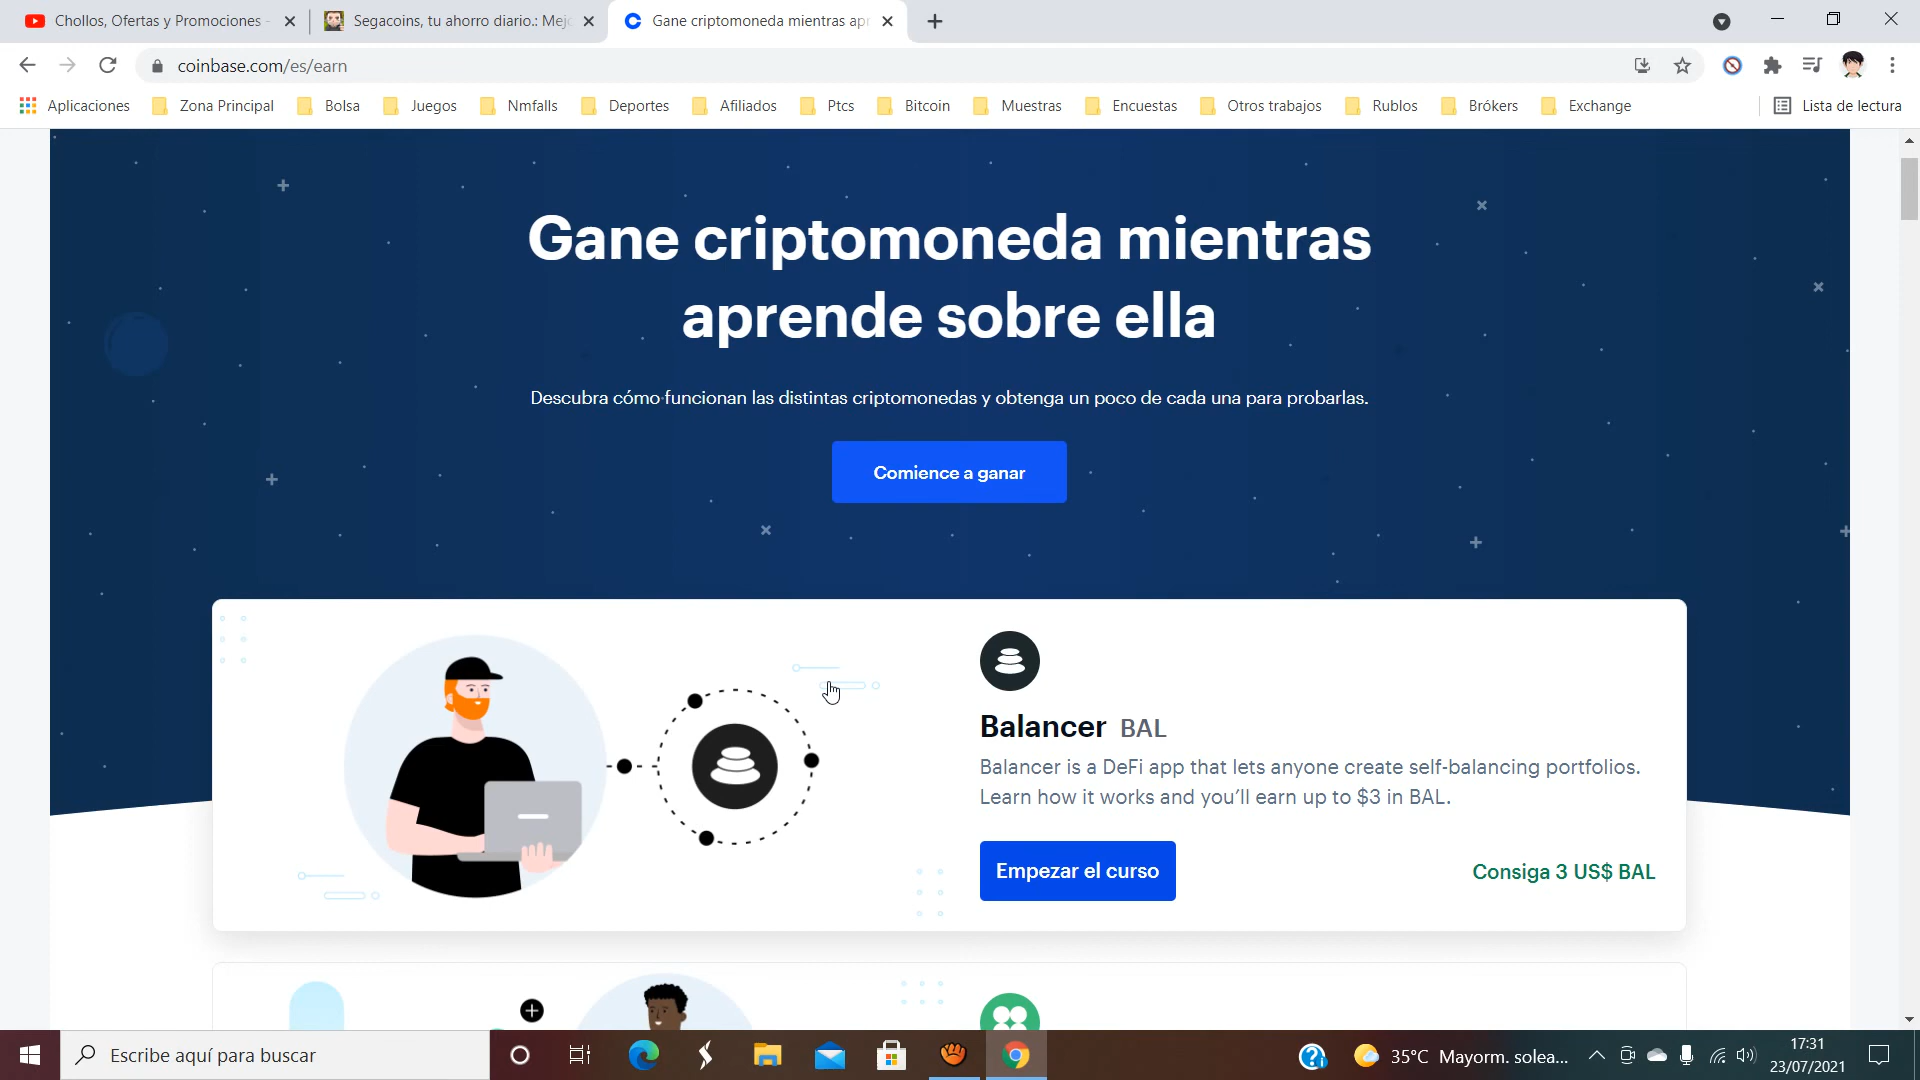 Chollos, Ofertas y Promociones -
Segacoins, tu ahorro diario.: Mejo
Gane criptomoneda mientras apr
coinbase.com/es/earn
Aplicaciones
Zona Principal
Bolsa
Juegos
Nmfalls
Deportes
Afiliados
Ptcs
Bitcoin
Muestras
Encuestas
Otros trabajos
Rublos
Brókers
Exchange
Lista de lectura
Gane criptomoneda mientras
aprende sobre ella
Descubra cómo funcionan las distintas criptomonedas y obtenga un poco de cada una para probarlas.
Comience a ganar
Balancer BAL
Balancer is a DeFi app that lets anyone create self-balancing portfolios.
Learn how it works and you’ll earn up to $3 in BAL.
Empezar el curso
Consiga 3 US$ BAL
Escribe aquí para buscar
35°C Mayorm. solea...
17:31
23/07/2021